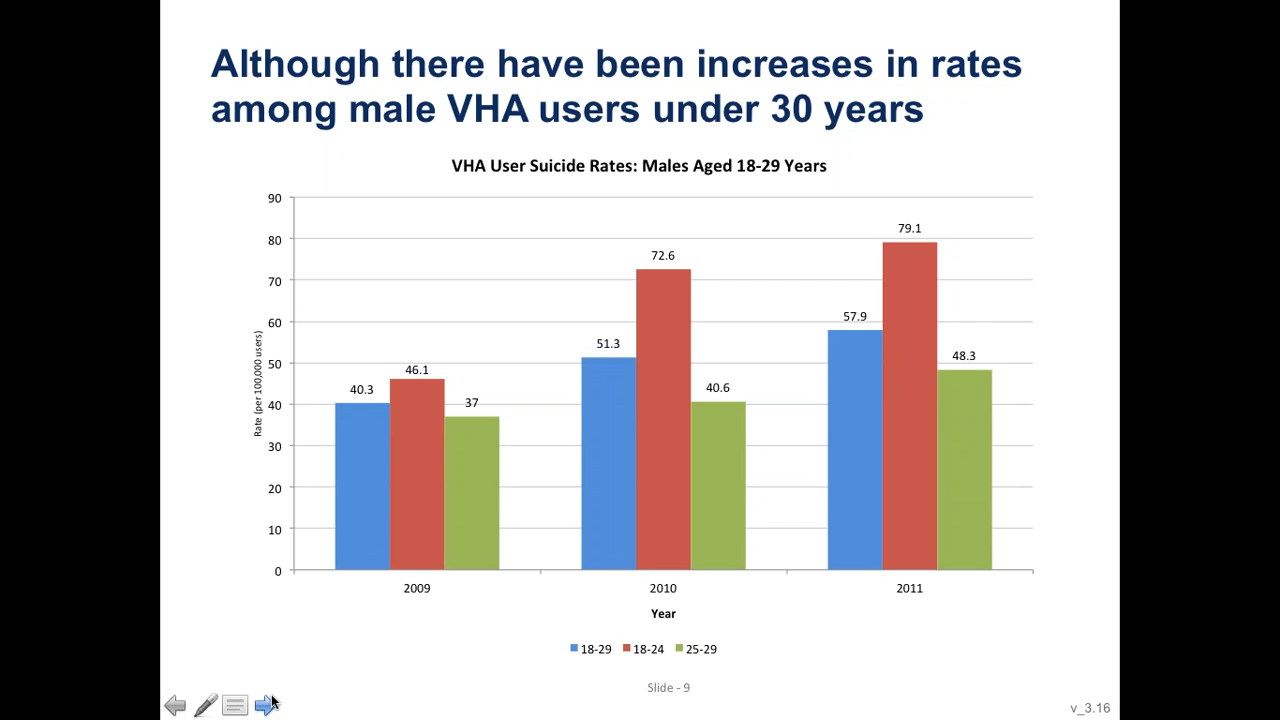 Although there have been increases in rates
among male VHA users under 30 years
VHA User Suicide Rates: Males Aged 18-29 Years
90
80
70
60
50
40
30
20
10
0
Rate (per 100,000 users)
40.3
46.1
37
51.3
72.6
40.6
57.9
79.1
48.3
2009
2010
2011
Year
18-29 18-24 25-29
Slide - 9
v_3.16